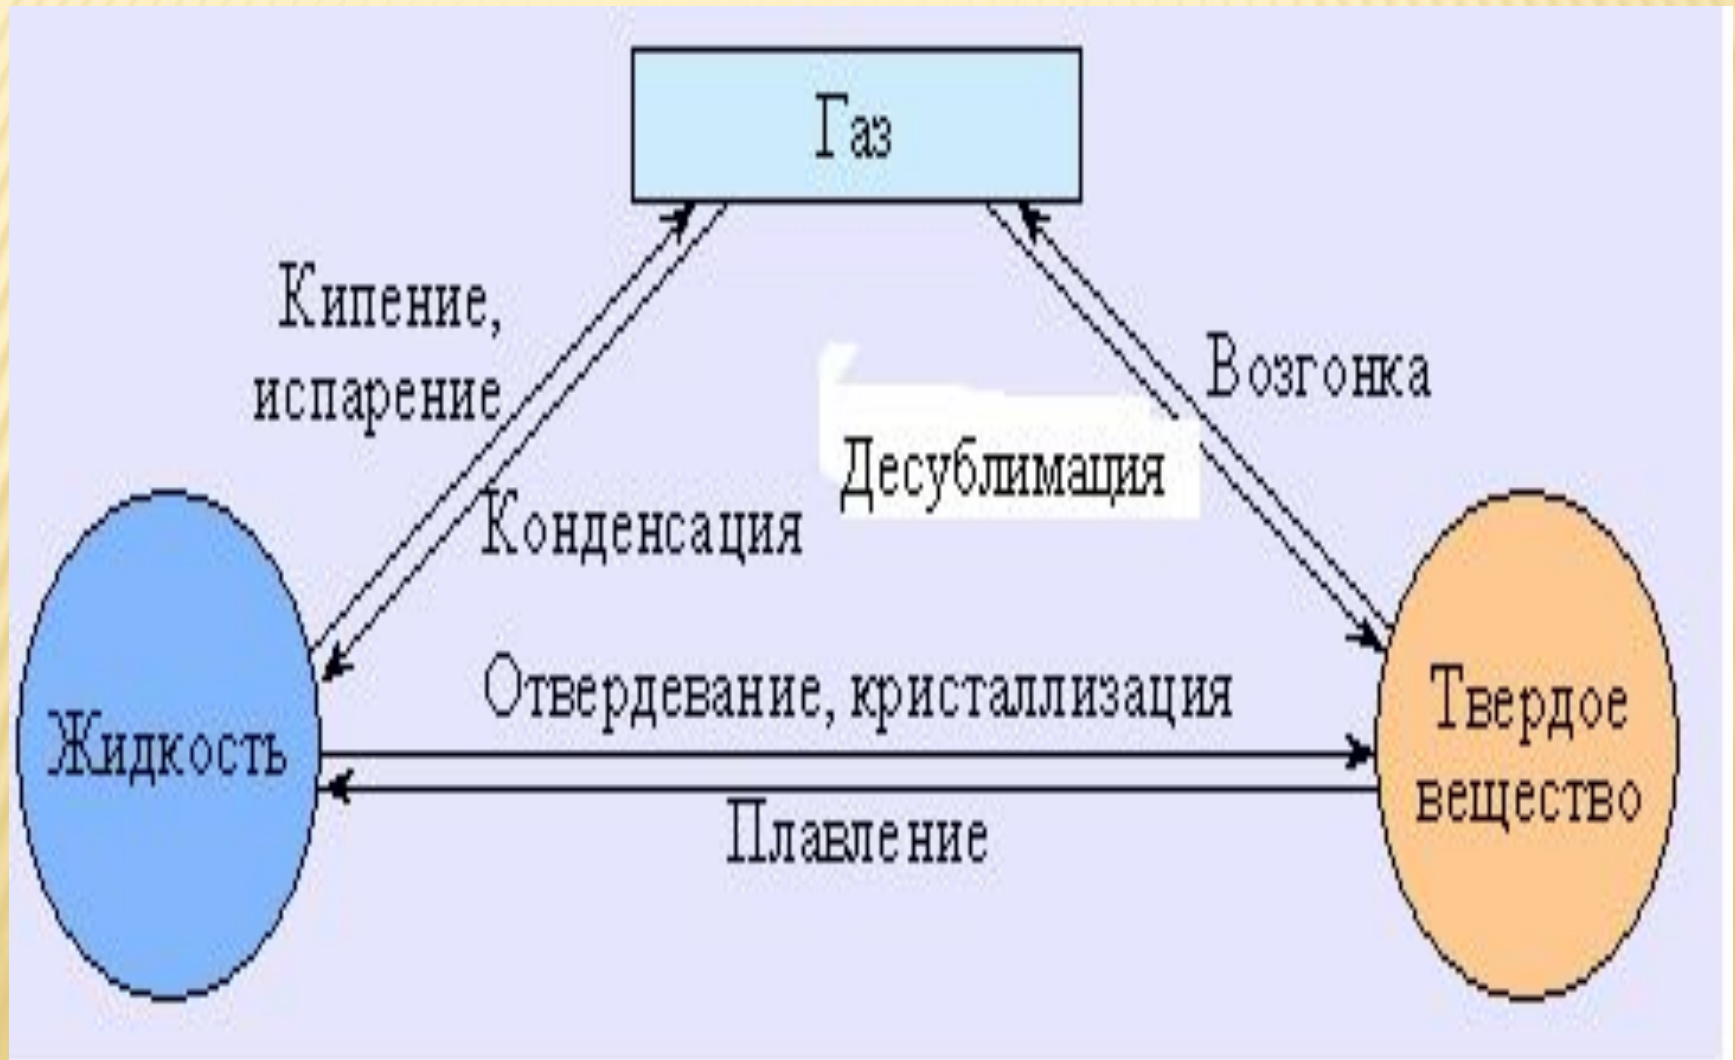 Газ
Кипение,
испарение
Возгонка
Десублимация
Конденсация
Отвердевание, кристаллизация
Жидкость
Твердое
вещество
Плавление